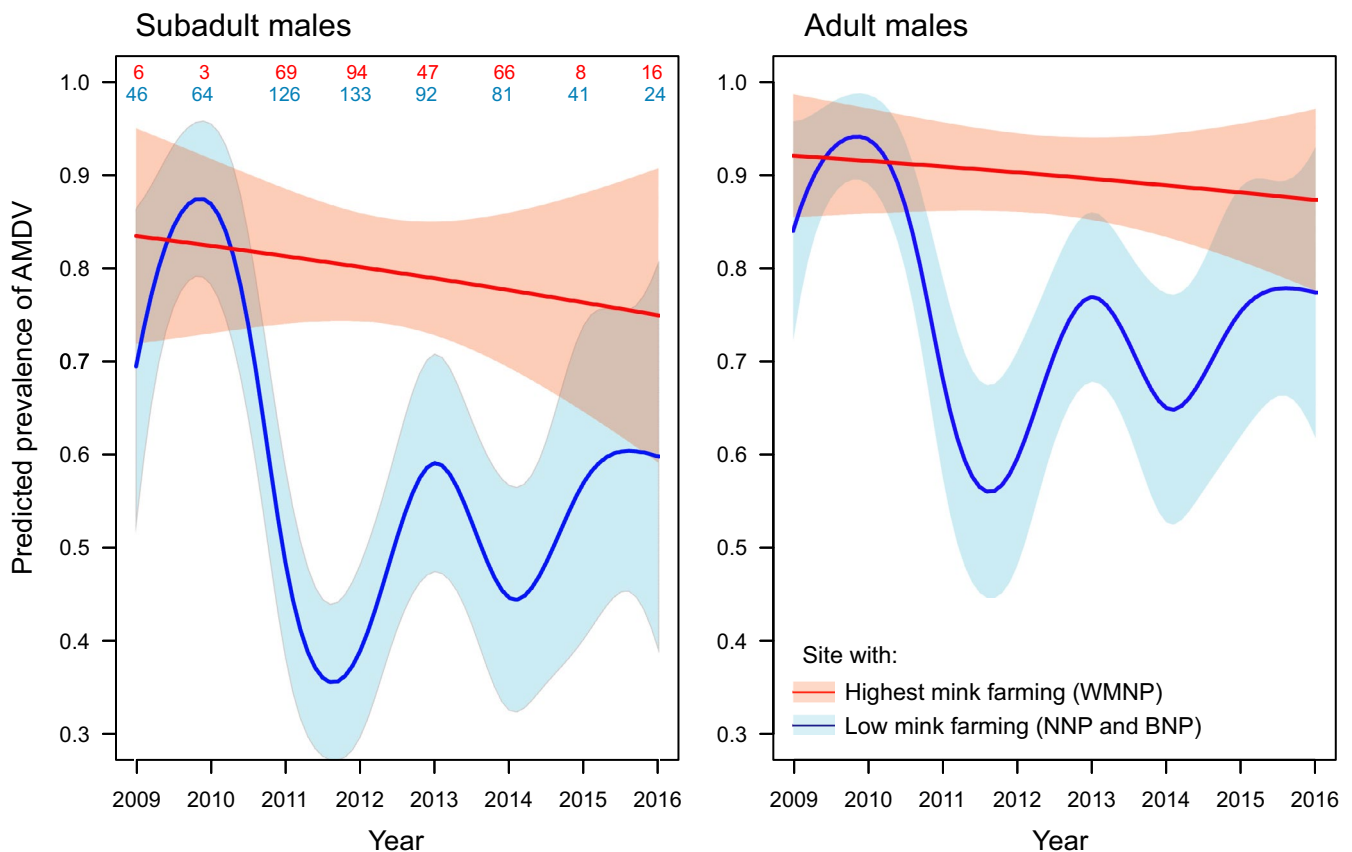 Subadult males
Adult males
6 3 69 94 47 66 8 16
46 64 126 133 92 81 41 24
Predicted prevalence of AMDV
1.0
0.9
0.8
0.7
0.6
0.5
0.4
0.3
2009 2010 2011 2012 2013 2014 2015 2016
Year
1.0
0.9
0.8
0.7
0.6
0.5
0.4
0.3
Site with:
Highest mink farming (WMNP)
Low mink farming (NNP and BNP)
2009 2010 2011 2012 2013 2014 2015 2016
Year